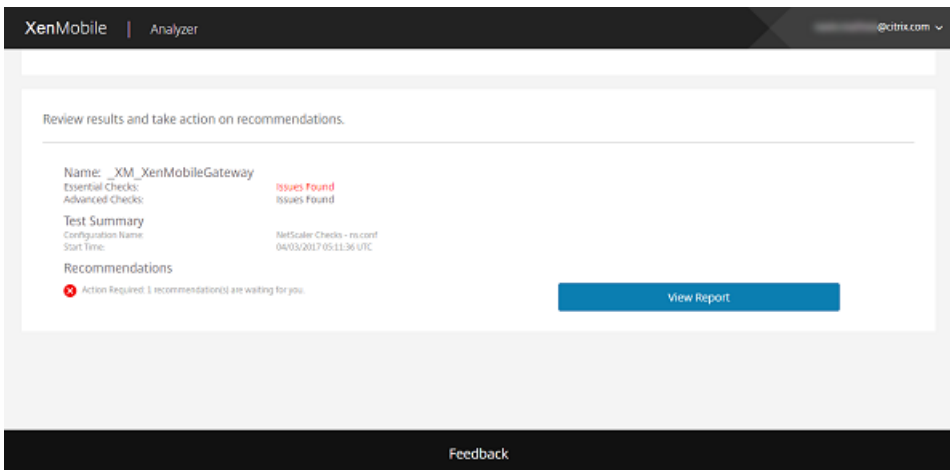 XenMobile | Analyzer
@citrix.com
Review results and take action on recommendations.
Name: _XM_XenMobileGateway
Essential Checks: Issues Found
Advanced Checks: Issues Found
Test Summary
Configuration Name: NetScaler Checks - ns.conf
Start Time: 04/03/2017 05:11:36 UTC
Recommendations
Action Required: 1 recommendation(s) are waiting for you.
View Report
Feedback